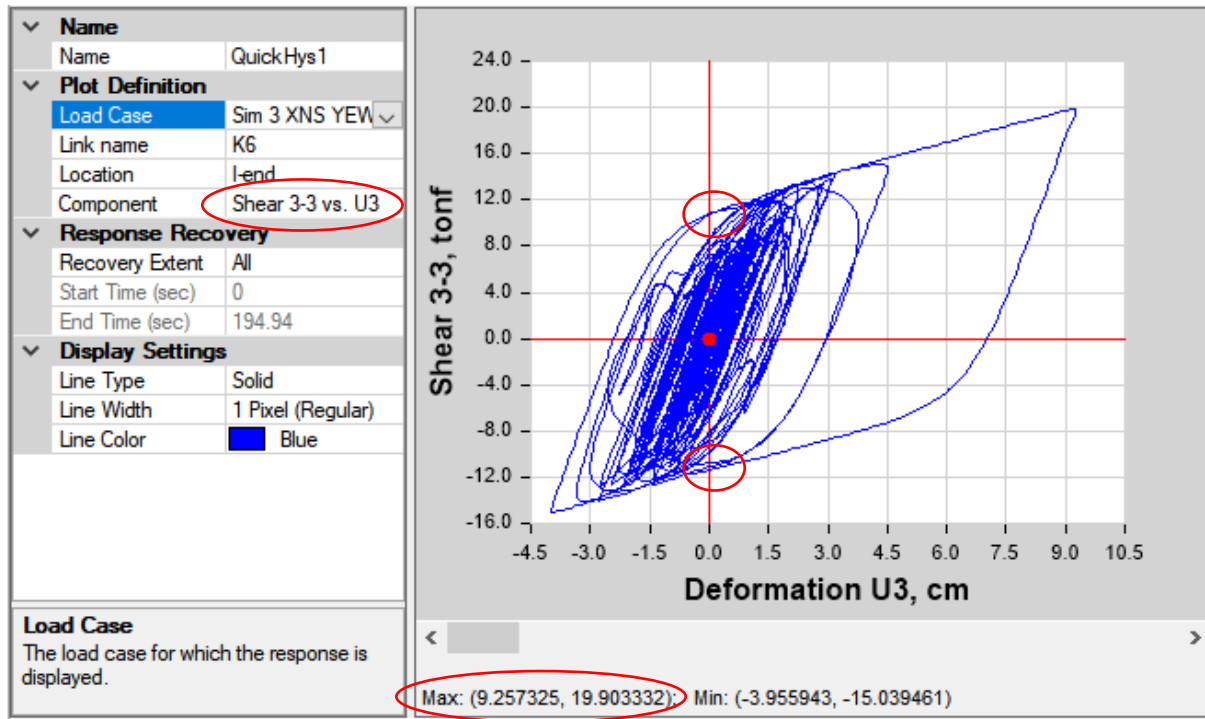 Name
Name QuickHys1
Plot Definition
Load Case Sim 3 XNS YEW
Link name K6
Location I-end
Component Shear 3-3 vs. U3
Response Recovery
Recovery Extent All
Start Time (sec) 0
End Time (sec) 194.94
Display Settings
Line Type Solid
Line Width 1 Pixel (Regular)
Line Color Blue
Load Case
The load case for which the response is
displayed.
Shear 3-3, tonf
24.0
20.0
16.0
12.0
8.0
4.0
0.0
-4.0
-8.0
-12.0
-16.0
-4.5 -3.0 -1.5 0.0 1.5 3.0 4.5 6.0 7.5 9.0 10.5
Deformation U3, cm
Max: (9.257325, 19.903332); Min: (-3.955943, -15.039461)